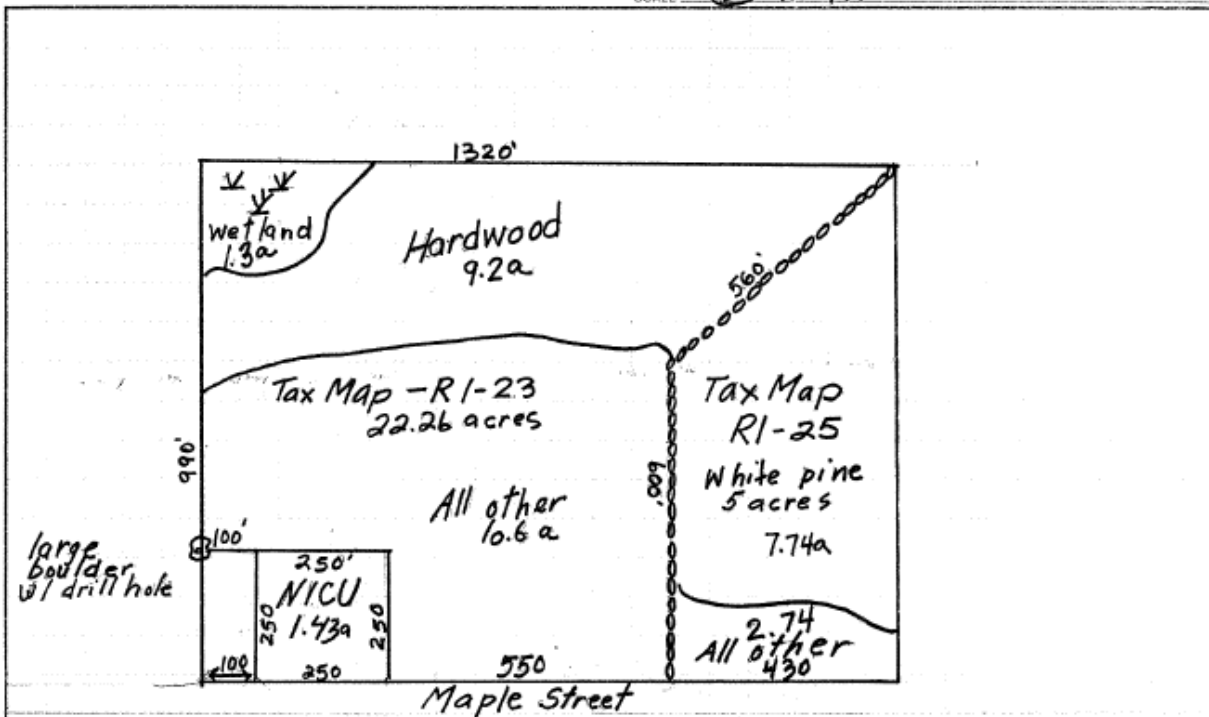 1320'
wetland
1.3a
Hardwood
9.2a
560'
Tax Map - R1-23
22.26 acres
Tax Map
R1-25
White pine
5 acres
7.74a
990'
600'
All other
10.6 a
large
boulder
w/ drill hole
100'
250'
NICU
1.43a
250
250
100
250
550
2.74
All other
430
Maple Street